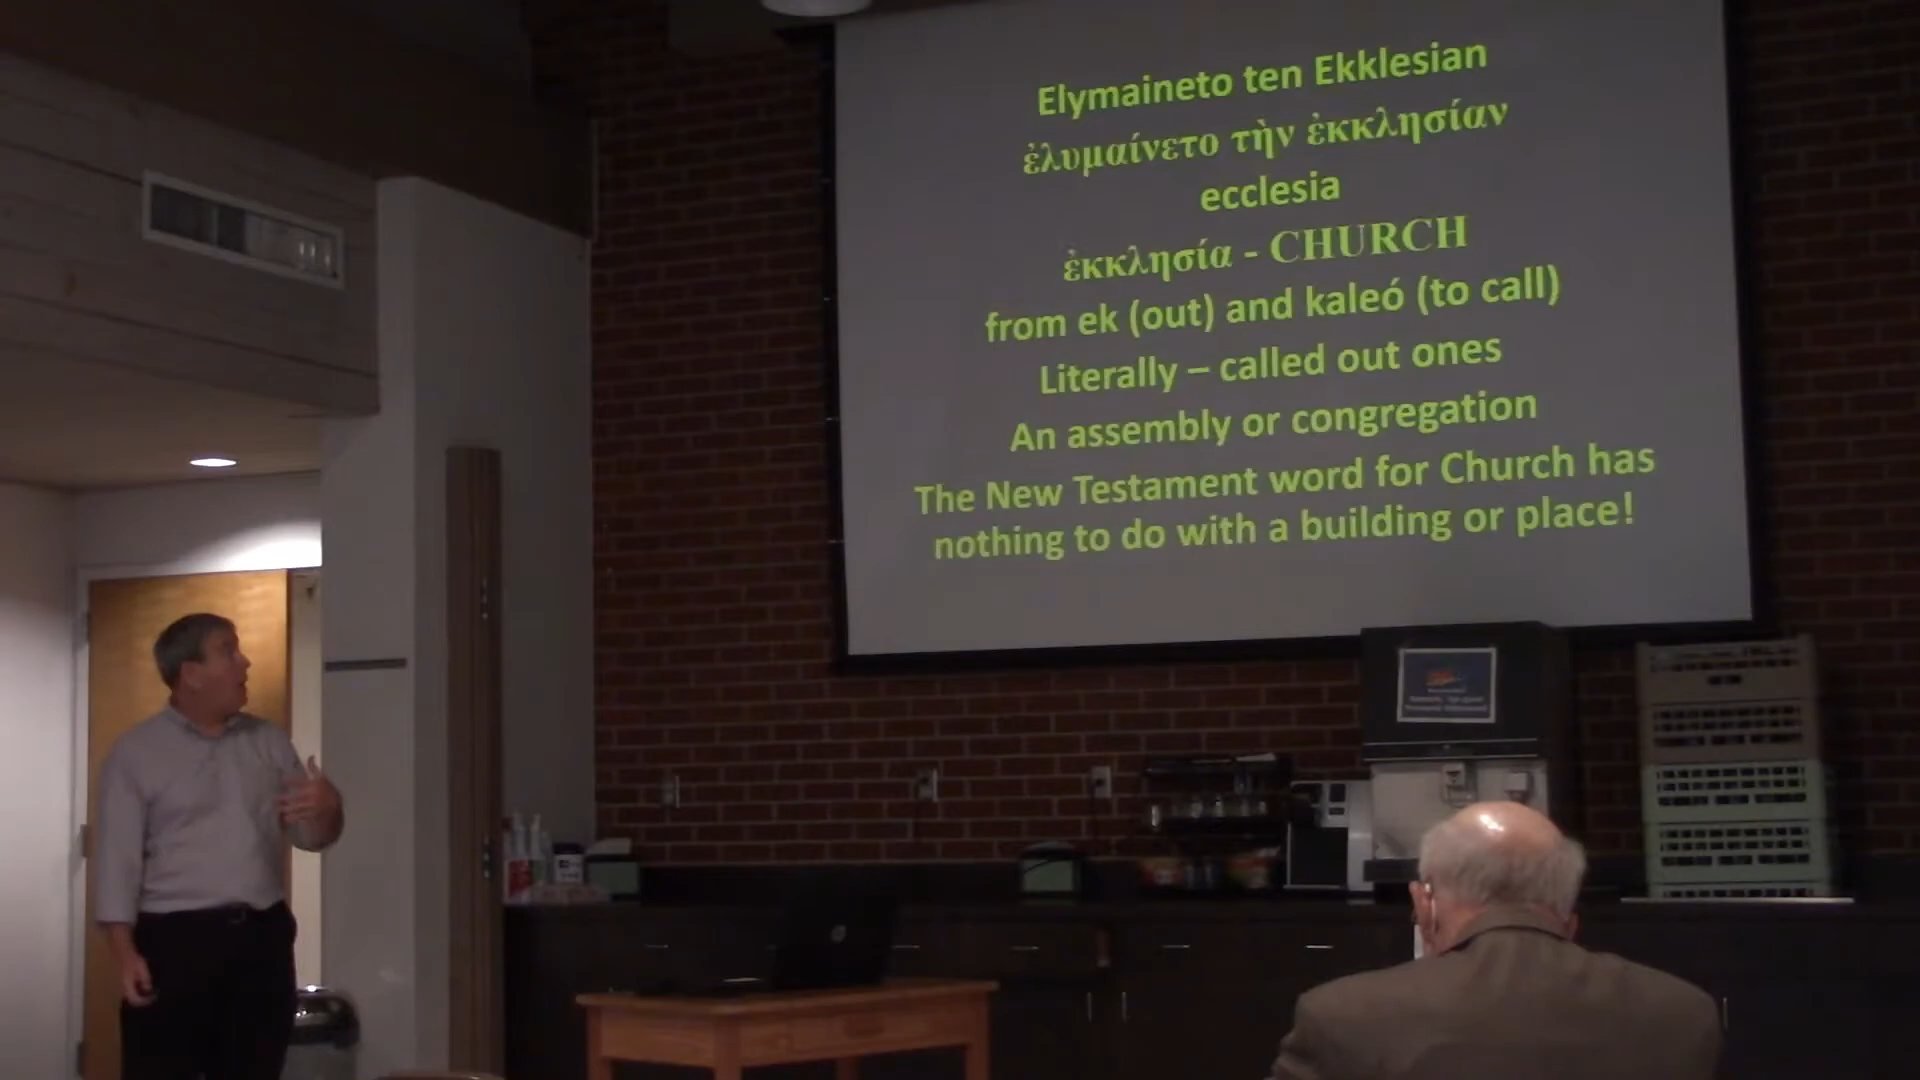 Elymaineto ten Ekklesian
ἐλυμαίνετο τὴν ἐκκλησίαν
ecclesia
ἐκκλησία - CHURCH
from ek (out) and kaleó (to call)
Literally – called out ones
An assembly or congregation
The New Testament word for Church has
nothing to do with a building or place!